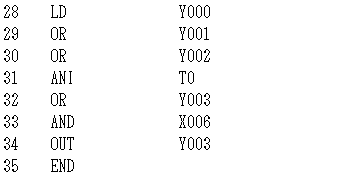 28 LD Y000
29 OR Y001
30 OR Y002
31 ANI T0
32 OR Y003
33 AND X006
34 OUT Y003
35 END